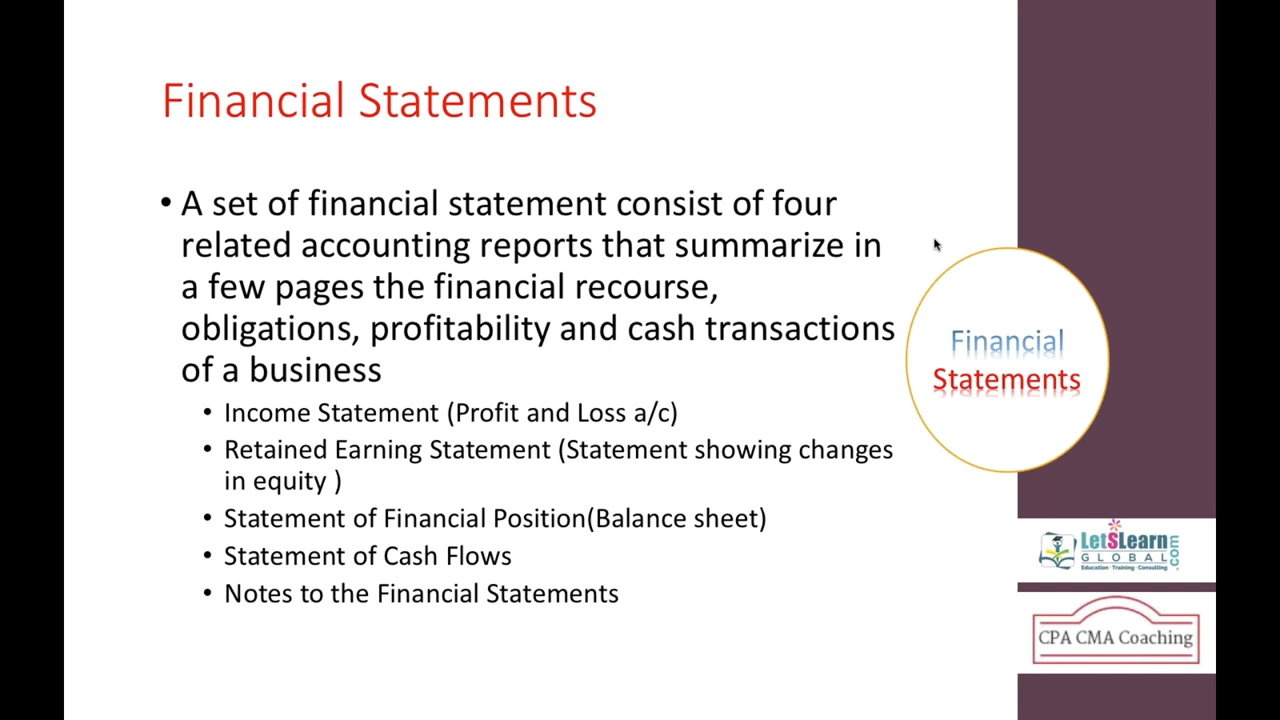 Financial Statements
• A set of financial statement consist of four
related accounting reports that summarize in
a few pages the financial recourse,
obligations, profitability and cash transactions
of a business
• Income Statement (Profit and Loss a/c)
• Retained Earning Statement (Statement showing changes
in equity )
• Statement of Financial Position(Balance sheet)
• Statement of Cash Flows
• Notes to the Financial Statements
Financial
Statements
LetSLearn
GLOBAL.com
Education - Training - Consulting
CPA CMA Coaching